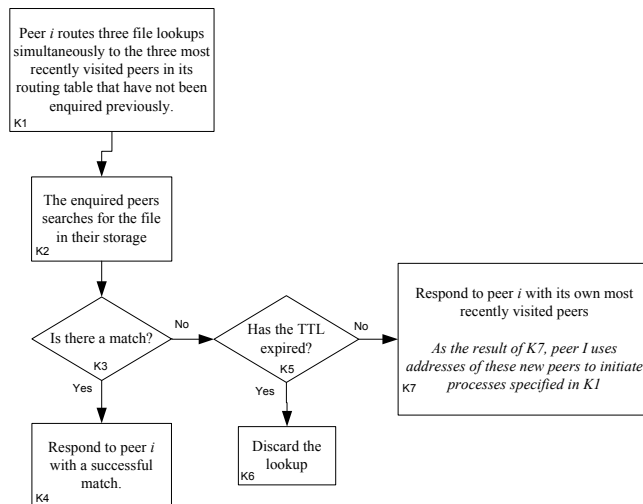 Peer i routes three file lookups
simultaneously to the three most
recently visited peers in its
routing table that have not been
enquired previously.
K1
The enquired peers
searches for the file
in their storage
K2
Is there a match?
K3
No
Yes
Has the TTL
expired?
K5
No
Yes
Respond to peer i with its own most
recently visited peers
As the result of K7, peer I uses
addresses of these new peers to initiate
processes specified in K1
K7
Respond to peer i
with a successful
match.
K4
Discard the
lookup
K6